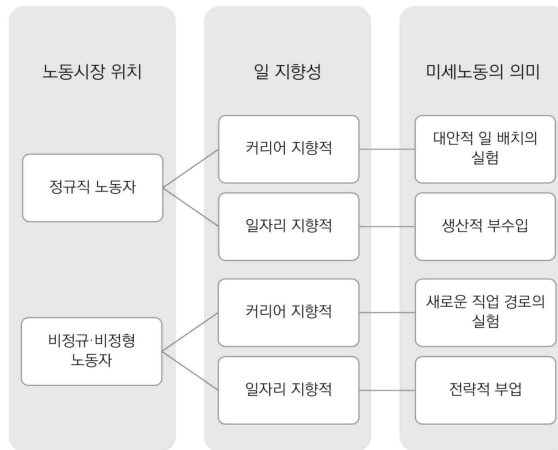 노동시장 위치
일 지향성
미세노동의 의미
정규직 노동자
커리어 지향적
대안적 일 배치의
실험
일자리 지향적
생산적 부수입
비정규·비정형
노동자
커리어 지향적
새로운 직업 경로의
실험
일자리 지향적
전략적 부업